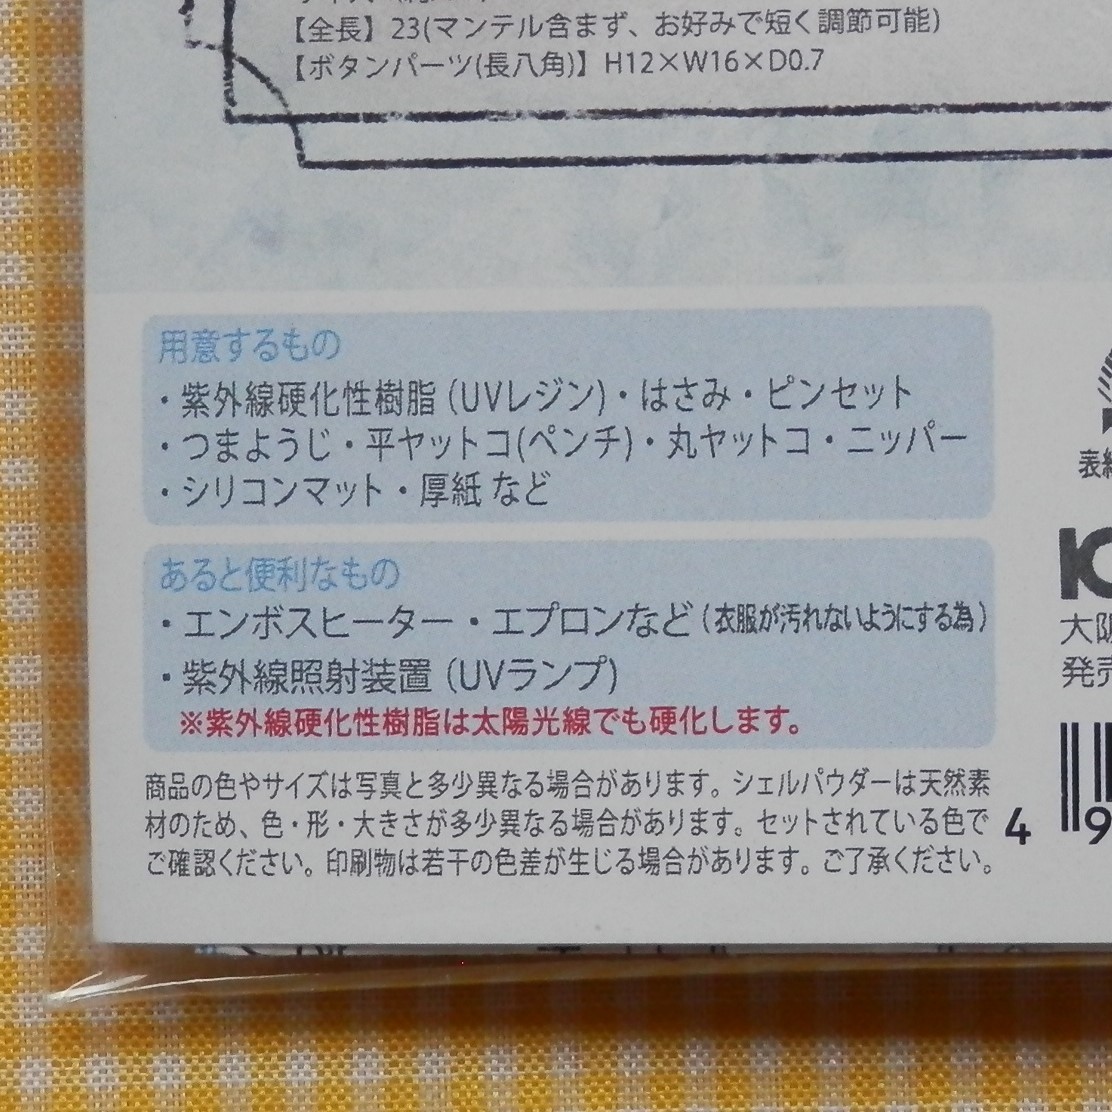 【全長】23(マンテル含まず、お好みで短く調節可能)
【ボタンパーツ(長八角)】H12×W16×D0.7
用意するもの
・紫外線硬化性樹脂(UVレジン)・はさみ・ピンセット
・つまようじ・平ヤットコ(ペンチ)・丸ヤットコ・ニッパー
・シリコンマット・厚紙 など
あると便利なもの
・エンボスヒーター・エプロンなど(衣服が汚れないようにする為)
・紫外線照射装置(UVランプ)
※紫外線硬化性樹脂は太陽光線でも硬化します。
商品の色やサイズは写真と多少異なる場合があります。シェルパウダーは天然素
材のため、色・形・大きさが多少異なる場合があります。セットされている色で
ご確認ください。印刷物は若干の色差が生じる場合があります。ご了承ください。
表
大阪
発売
4 9